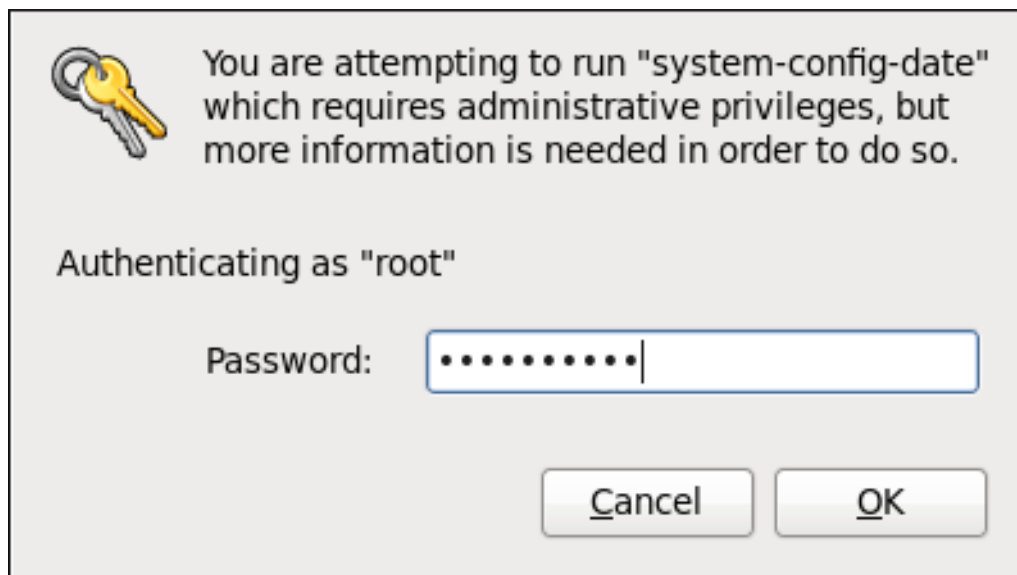 You are attempting to run "system-config-date"
which requires administrative privileges, but
more information is needed in order to do so.
Authenticating as "root"
Password: ••••••••••
Cancel OK